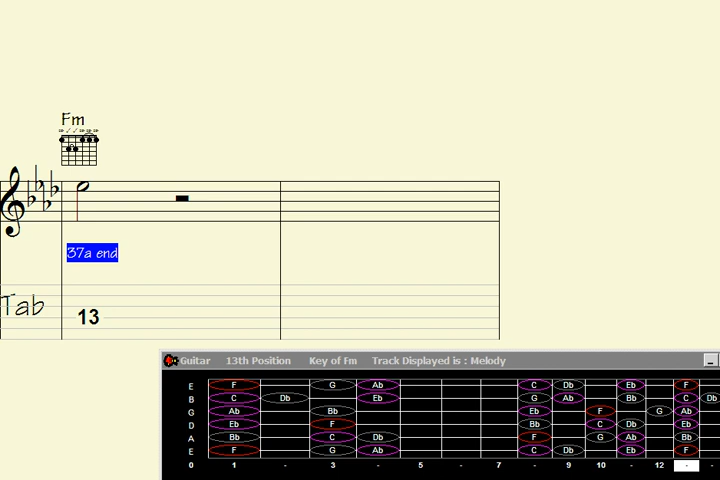 Fm
37a end
Tab
13
Guitar 13th Position Key of Fm Track Displayed is : Melody
E F G Ab C Db Eb F
B C Db Eb G Ab Bb C Db
G Ab Bb Eb F G Ab
D Eb F Bb C Db Eb
A Bb C Db F G Ab Bb
E F G Ab C Db Eb F
0 1 - 3 - 5 - 7 - 9 10 - 12 - -